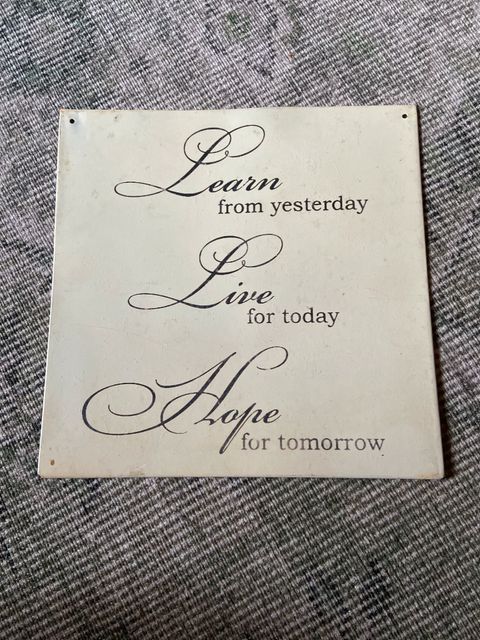 Learn
from yesterday
Live
for today
Hope
for tomorrow